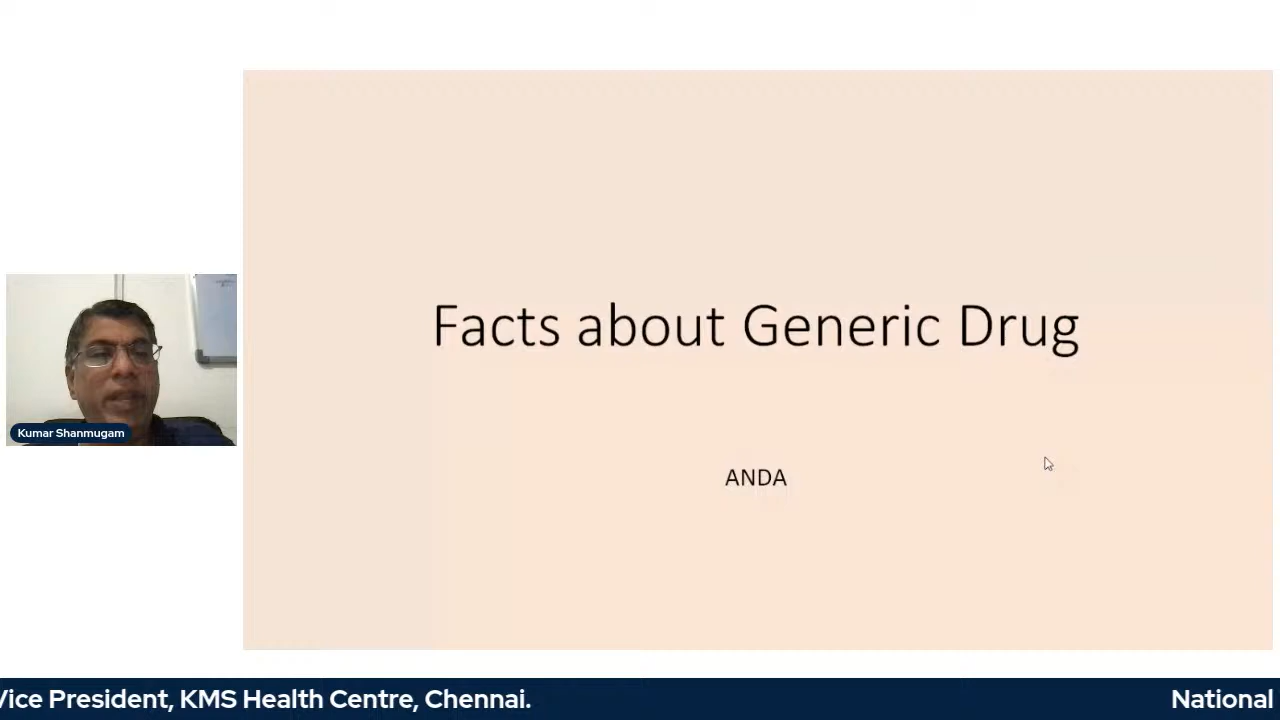 Facts about Generic Drug
ANDA
Kumar Shanmugam
Vice President, KMS Health Centre, Chennai.
National